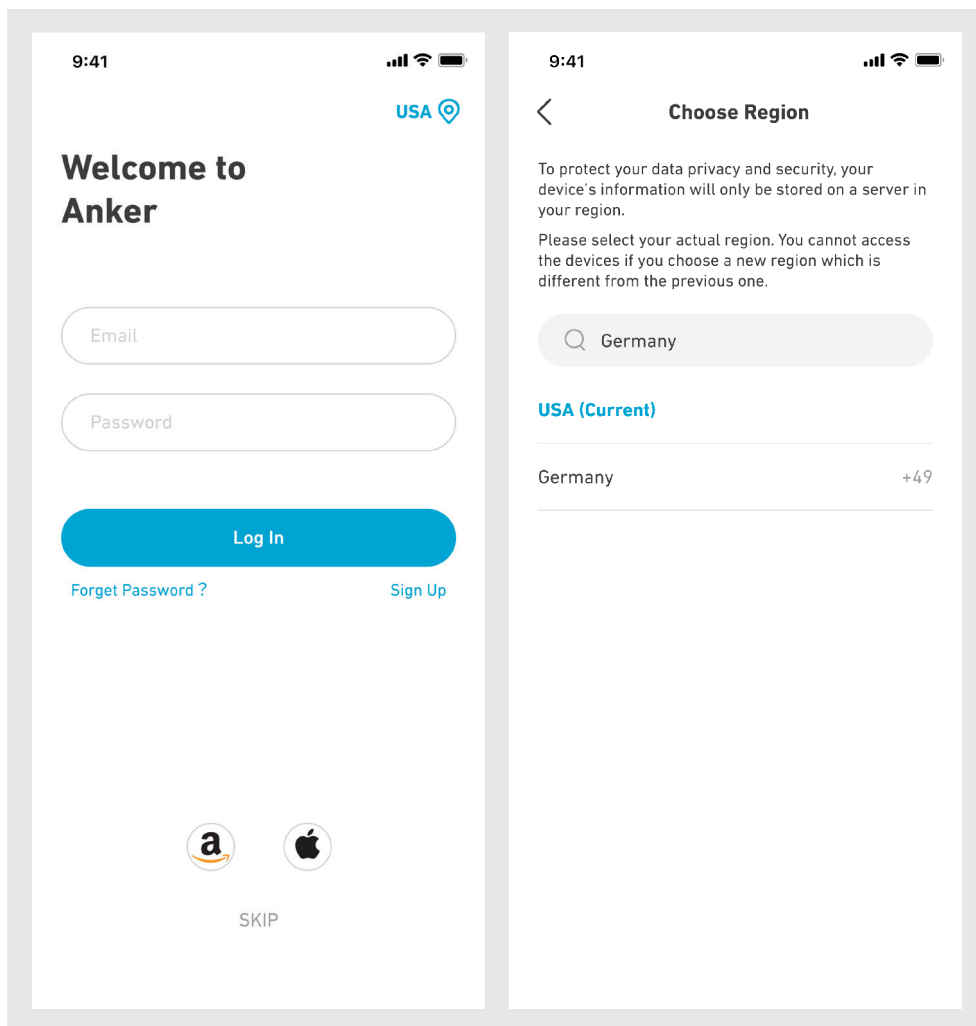 9:41
USA
Welcome to
Anker
Email
Password
Log In
Forget Password ?
Sign Up
a
SKIP
9:41
Choose Region
To protect your data privacy and security, your
device's information will only be stored on a server in
your region.
Please select your actual region. You cannot access
the devices if you choose a new region which is
different from the previous one.
Germany
USA (Current)
Germany +49